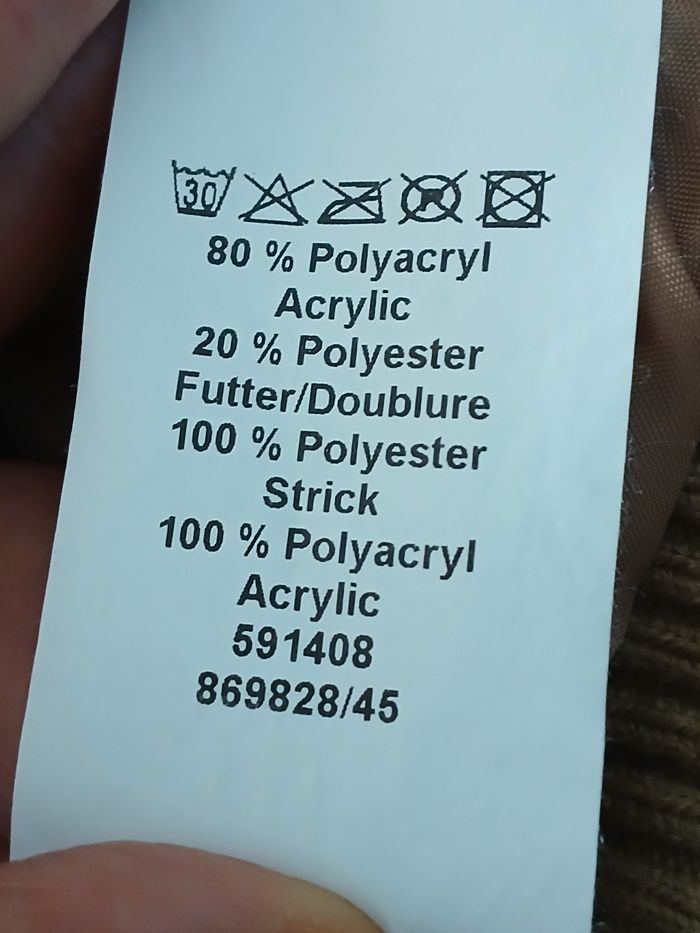 30
80 % Polyacryl
Acrylic
20 % Polyester
Futter/Doublure
100 % Polyester
Strick
100 % Polyacryl
Acrylic
591408
869828/45